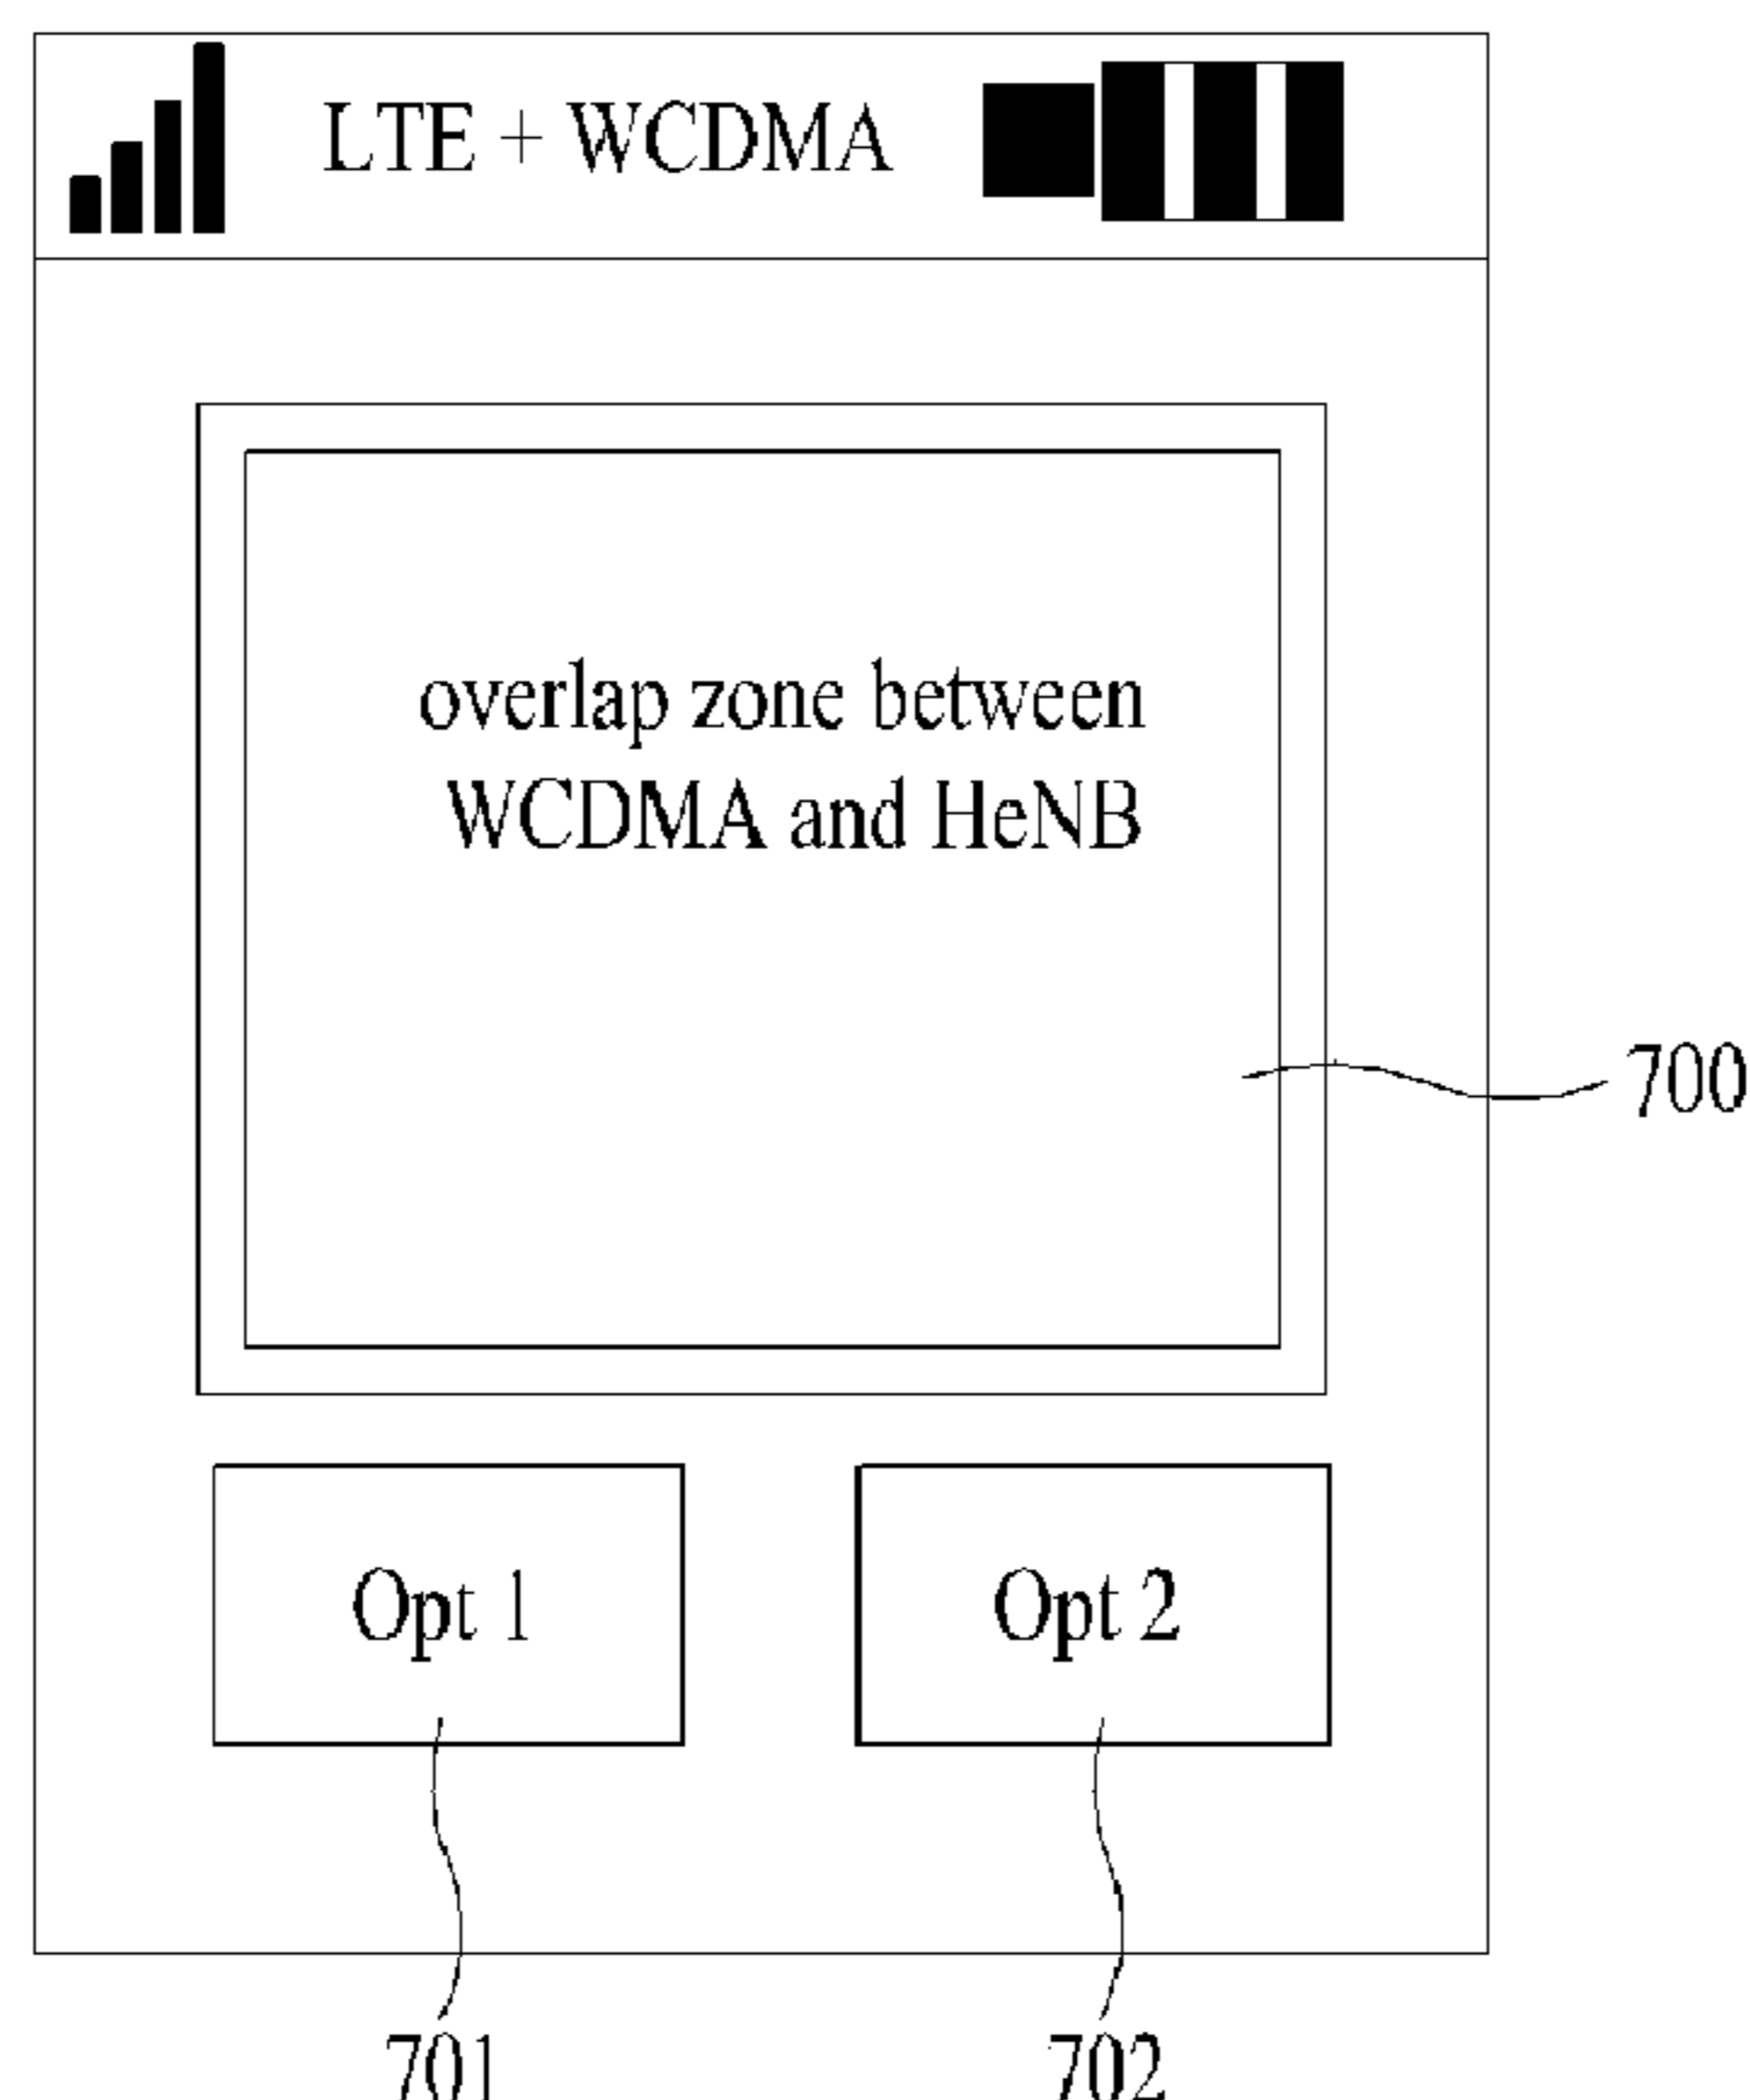 LTE + WCDMA
overlap zone between
WCDMA and HeNB
700
Opt 1
Opt 2
701
702